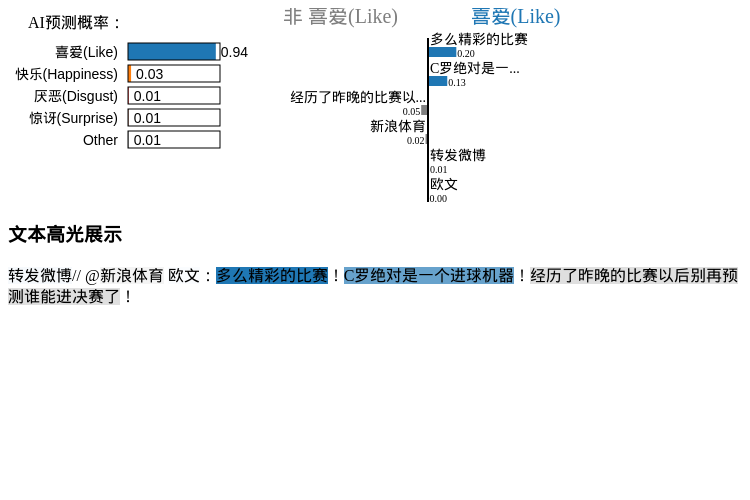 AI预测概率：
喜爱(Like) 0.94
快乐(Happiness) 0.03
厌恶(Disgust) 0.01
惊讶(Surprise) 0.01
Other 0.01
非 喜爱(Like) 喜爱(Like)
多么精彩的比赛
0.20
C罗绝对是一...
0.13
经历了昨晚的比赛以...
0.05
新浪体育
0.02
转发微博
0.01
欧文
0.00
文本高光展示
转发微博// @新浪体育 欧文：多么精彩的比赛！C罗绝对是一个进球机器！经历了昨晚的比赛以后别再预
测谁能进决赛了！